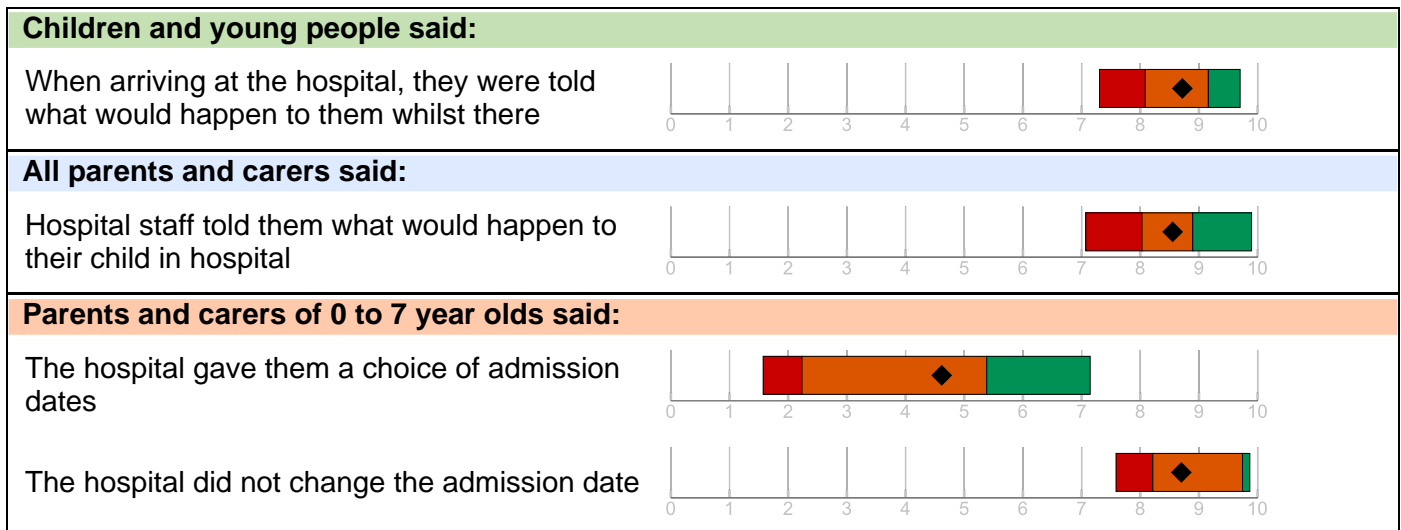 Children and young people said:
When arriving at the hospital, they were told
what would happen to them whilst there
0 1 2 3 4 5 6 7 8 9 10
All parents and carers said:
Hospital staff told them what would happen to
their child in hospital
0 1 2 3 4 5 6 7 8 9 10
Parents and carers of 0 to 7 year olds said:
The hospital gave them a choice of admission
dates
0 1 2 3 4 5 6 7 8 9 10
The hospital did not change the admission date
0 1 2 3 4 5 6 7 8 9 10